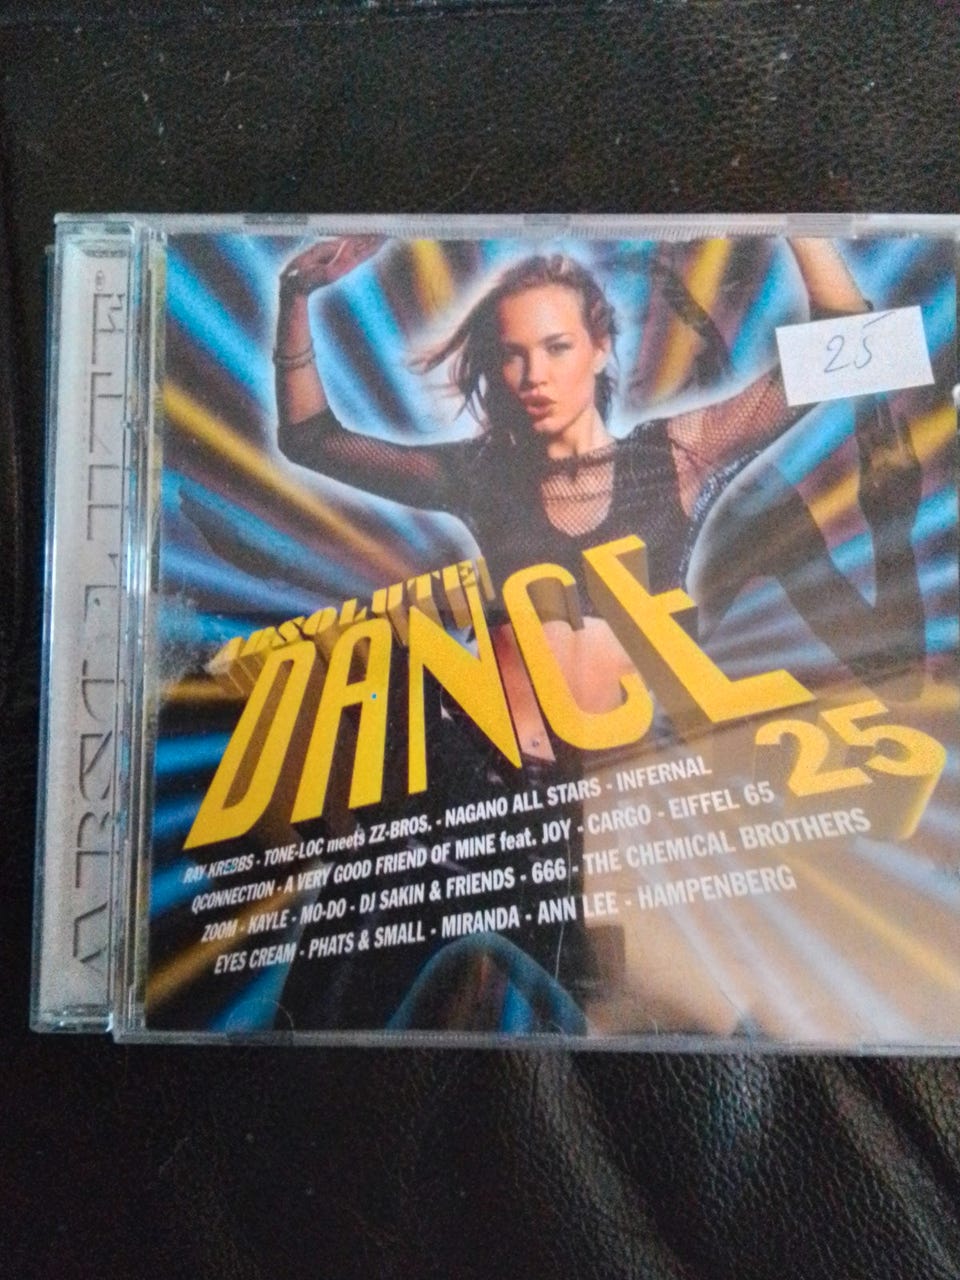 25
ABSOLUTE
DANCE
25
RAY KREBBS - TONE-LOC meets ZZ-BROS. - NAGANO ALL STARS - INFERNAL
QCONNECTION - A VERY GOOD FRIEND OF MINE feat. JOY - CARGO - EIFFEL 65
ZOOM - KAYLE - MO-DO - DJ SAKIN & FRIENDS - 666 - THE CHEMICAL BROTHERS
EYES CREAM - PHATS & SMALL - MIRANDA - ANN LEE - HAMPENBERG